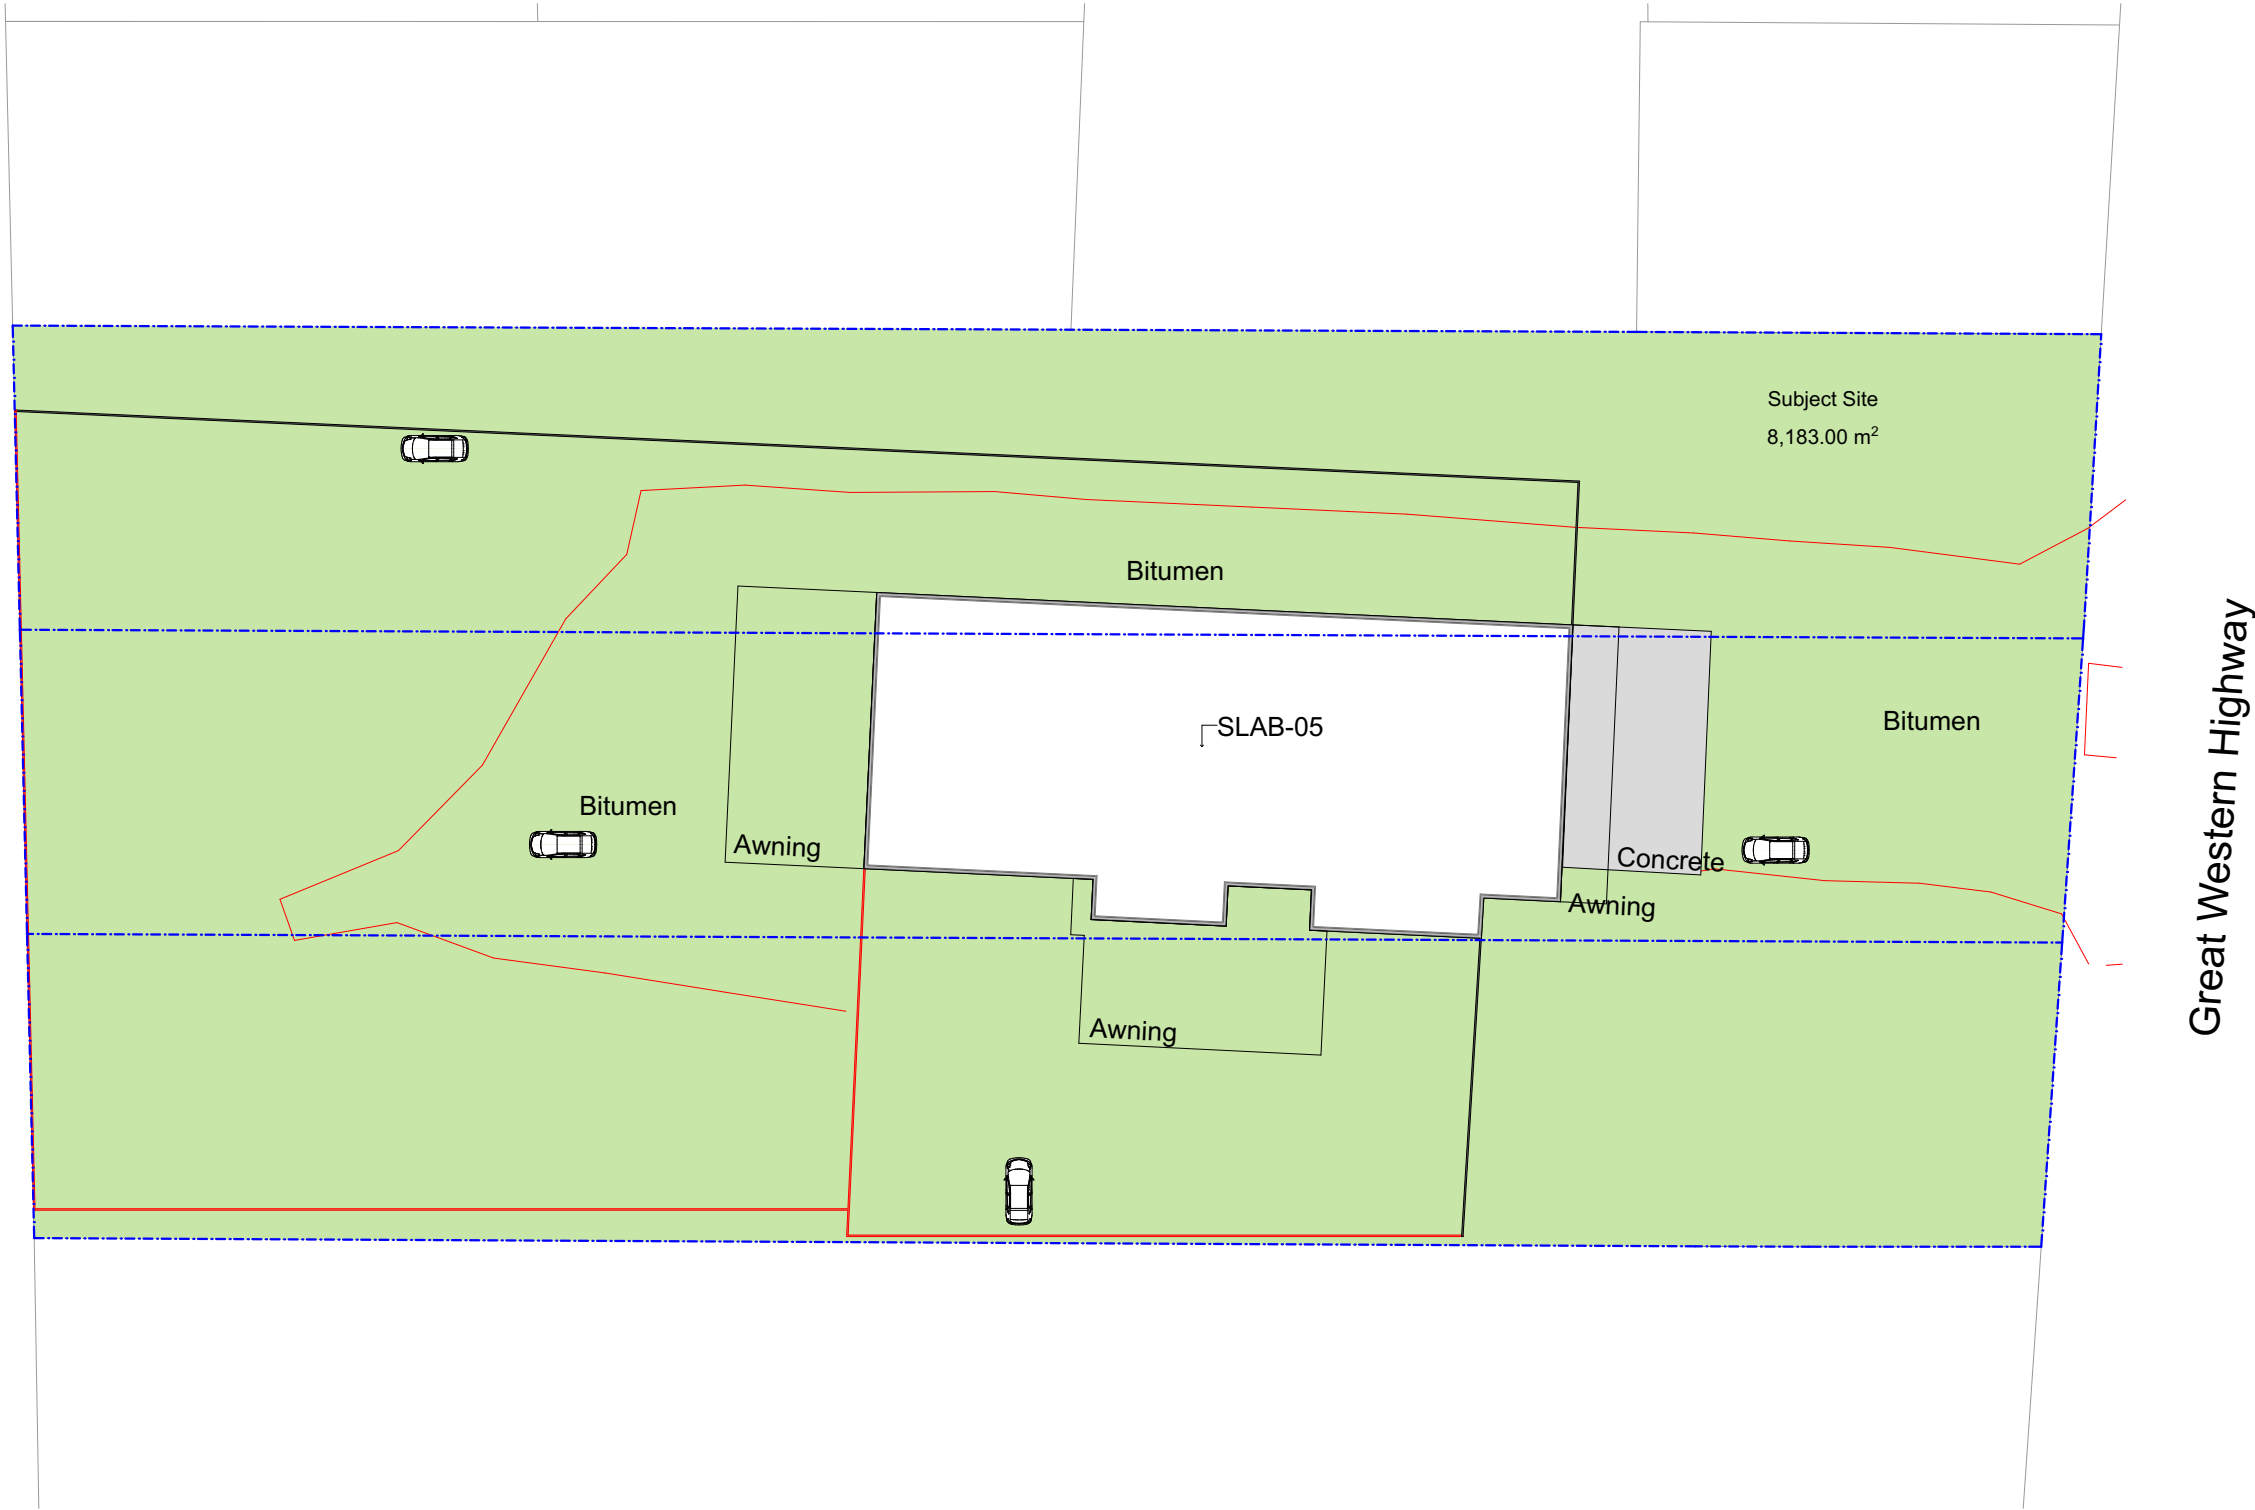 Subject Site
8,183.00 m²
Bitumen
SLAB-05
Bitumen
Bitumen
Awning
Concrete
Awning
Awning
Great Western Highway